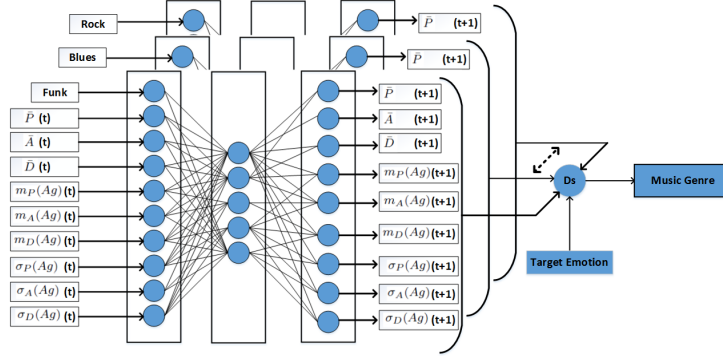 Rock
P̄ (t+1)
Blues
P̄ (t+1)
Funk
P̄ (t+1)
P̄ (t)
Ā (t+1)
Ā (t)
D̄ (t+1)
D̄ (t)
m_P(Ag) (t+1)
m_P(Ag) (t)
m_A(Ag) (t+1)
m_A(Ag) (t)
m_D(Ag) (t+1)
m_D(Ag) (t)
σ_P(Ag) (t+1)
σ_P(Ag) (t)
σ_A(Ag) (t+1)
σ_A(Ag) (t)
σ_D(Ag) (t+1)
σ_D(Ag) (t)
Ds
Music Genre
Target Emotion